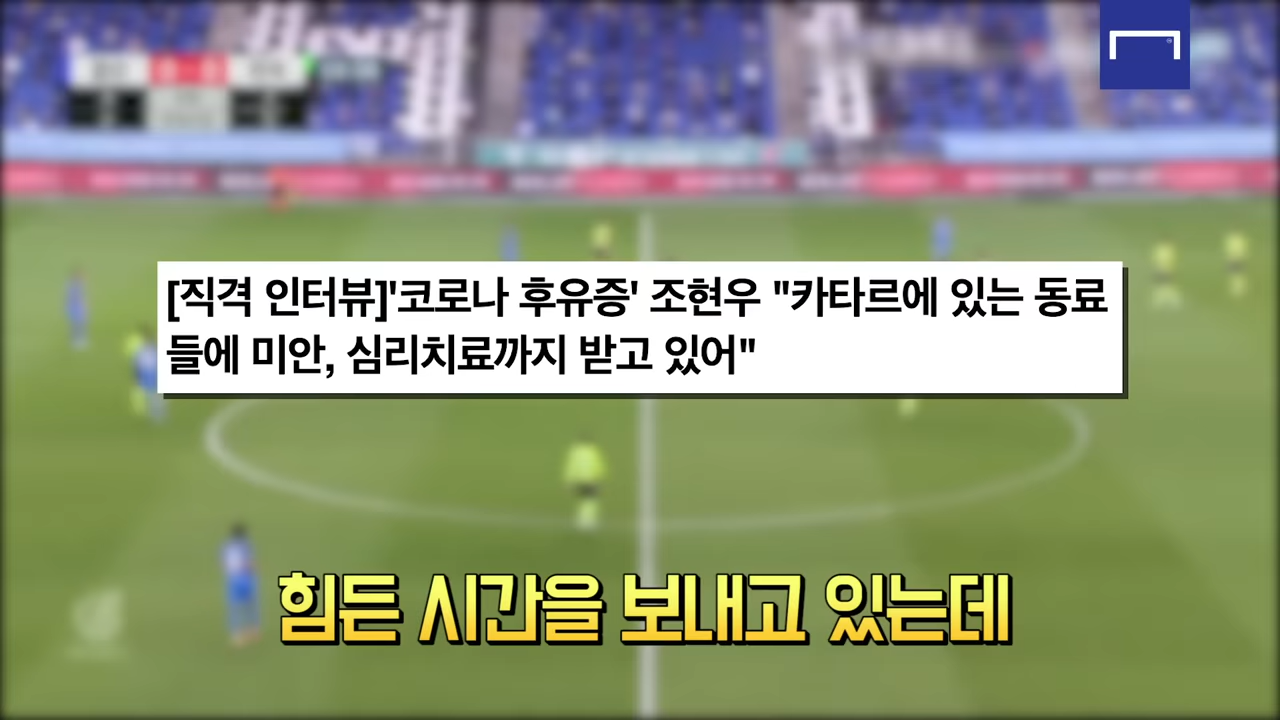 [직격 인터뷰]'코로나 후유증' 조현우 "카타르에 있는 동료
들에 미안, 심리치료까지 받고 있어"
힘든 시간을 보내고 있는데